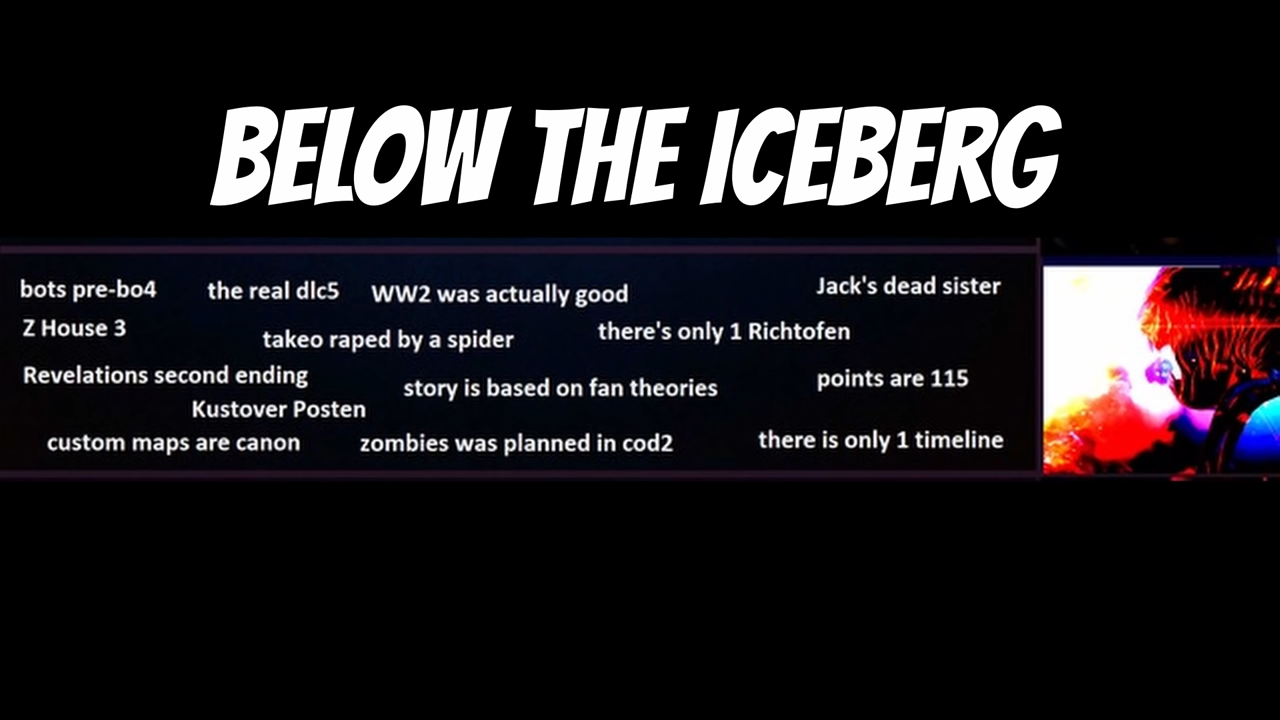 BELOW THE ICEBERG
bots pre-bo4
the real dlc5
WW2 was actually good
Jack's dead sister
Z House 3
takeo raped by a spider
there's only 1 Richtofen
Revelations second ending
story is based on fan theories
points are 115
Kustover Posten
custom maps are canon
zombies was planned in cod2
there is only 1 timeline